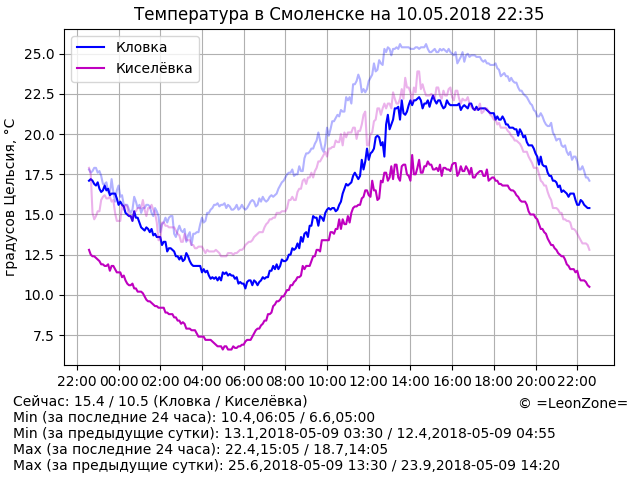 Температура в Смоленске на 10.05.2018 22:35
Кловка
Киселёвка
градусов Цельсия, °C
25.0
22.5
20.0
17.5
15.0
12.5
10.0
7.5
22:00 00:00 02:00 04:00 06:00 08:00 10:00 12:00 14:00 16:00 18:00 20:00 22:00
Сейчас: 15.4 / 10.5 (Кловка / Киселёвка)
© =LeonZone=
Min (за последние 24 часа): 10.4,06:05 / 6.6,05:00
Min (за предыдущие сутки): 13.1,2018-05-09 03:30 / 12.4,2018-05-09 04:55
Max (за последние 24 часа): 22.4,15:05 / 18.7,14:05
Max (за предыдущие сутки): 25.6,2018-05-09 13:30 / 23.9,2018-05-09 14:20